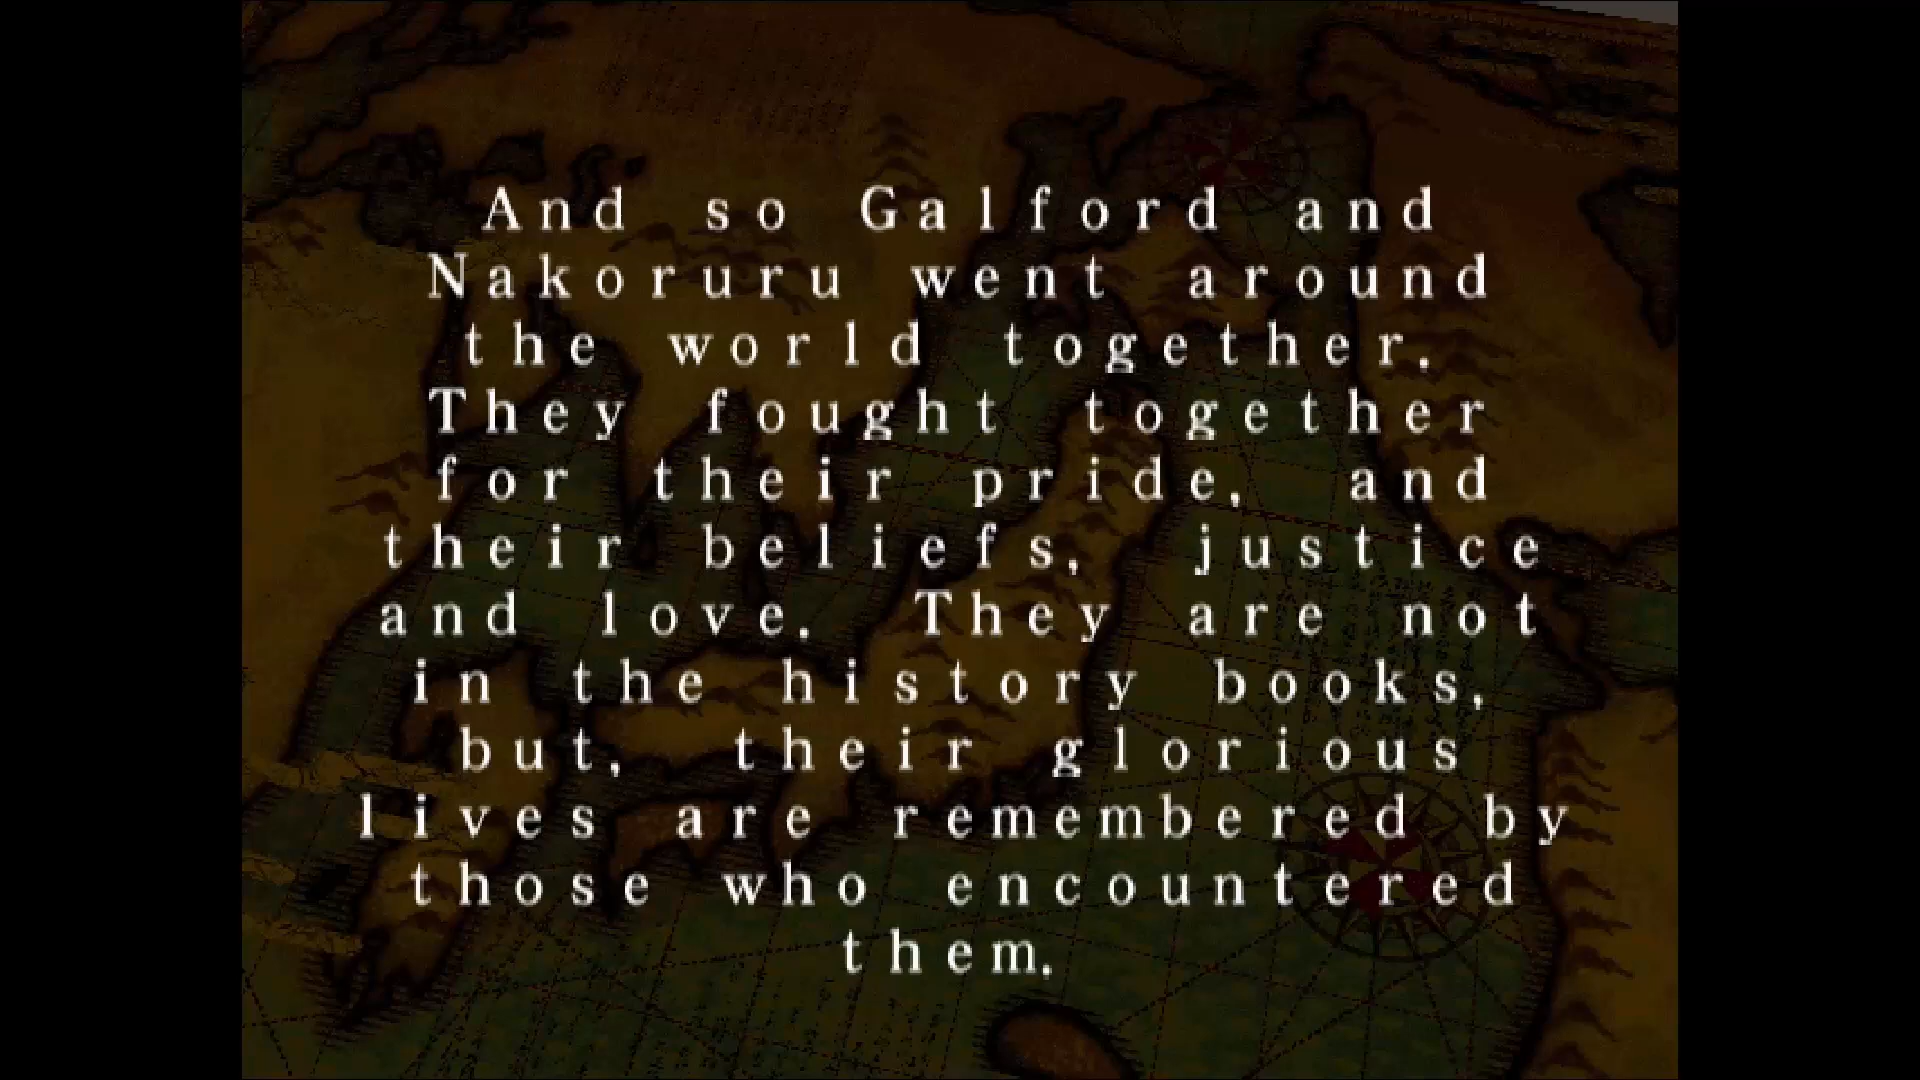 And so Galford and
Nakoruru went around
the world together.
They fought together
for their pride, and
their beliefs, justice
and love. They are not
in the history books,
but, their glorious
lives are remembered by
those who encountered
them.